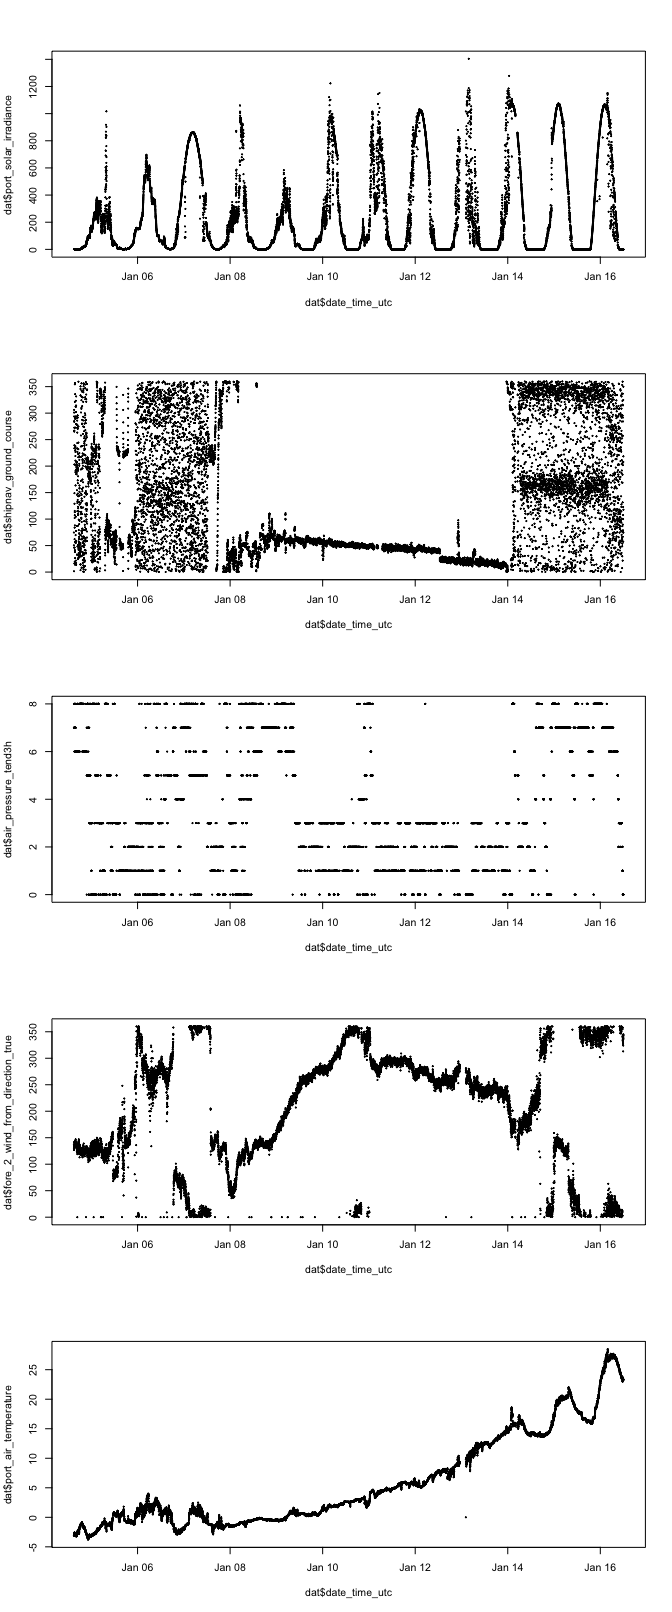 dat$port_solar_irradiance
0 200 400 600 800 1200
Jan 06 Jan 08 Jan 10 Jan 12 Jan 14 Jan 16
dat$date_time_utc
dat$shipnav_ground_course
0 50 100 150 200 250 300 350
Jan 06 Jan 08 Jan 10 Jan 12 Jan 14 Jan 16
dat$date_time_utc
dat$air_pressure_tend3h
0 2 4 6 8
Jan 06 Jan 08 Jan 10 Jan 12 Jan 14 Jan 16
dat$date_time_utc
dat$fore_2_wind_from_direction_true
0 50 100 150 200 250 300 350
Jan 06 Jan 08 Jan 10 Jan 12 Jan 14 Jan 16
dat$date_time_utc
dat$port_air_temperature
-5 0 5 10 15 20 25
Jan 06 Jan 08 Jan 10 Jan 12 Jan 14 Jan 16
dat$date_time_utc